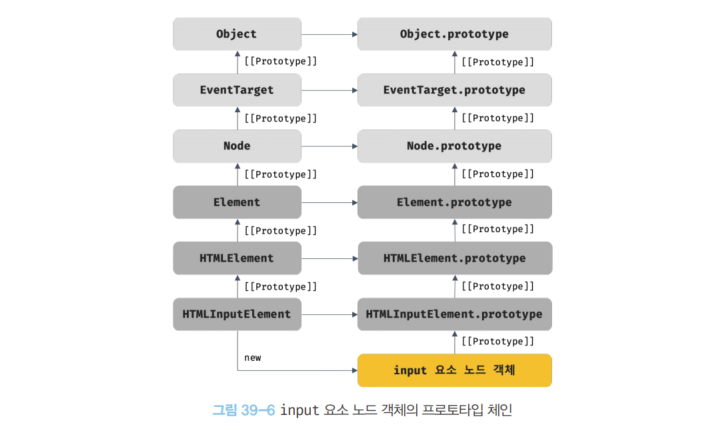 Object Object.prototype
[[Prototype]] [[Prototype]]
EventTarget EventTarget.prototype
[[Prototype]] [[Prototype]]
Node Node.prototype
[[Prototype]] [[Prototype]]
Element Element.prototype
[[Prototype]] [[Prototype]]
HTMLElement HTMLElement.prototype
[[Prototype]] [[Prototype]]
HTMLInputElement HTMLInputElement.prototype
[[Prototype]]
new
input 요소 노드 객체
그림 39-6 input 요소 노드 객체의 프로토타입 체인